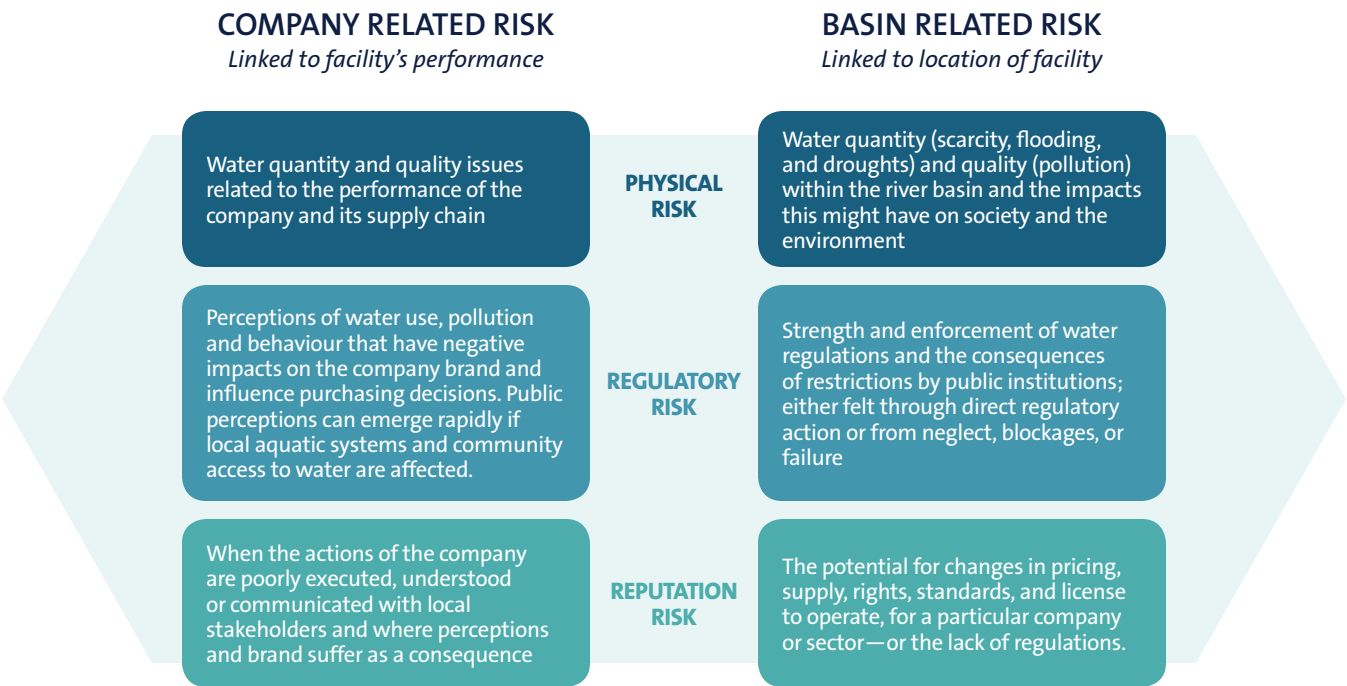 COMPANY RELATED RISK
Linked to facility's performance
BASIN RELATED RISK
Linked to location of facility
Water quantity and quality issues
related to the performance of the
company and its supply chain
PHYSICAL
RISK
Water quantity (scarcity, flooding,
and droughts) and quality (pollution)
within the river basin and the impacts
this might have on society and the
environment
Perceptions of water use, pollution
and behaviour that have negative
impacts on the company brand and
influence purchasing decisions. Public
perceptions can emerge rapidly if
local aquatic systems and community
access to water are affected.
REGULATORY
RISK
Strength and enforcement of water
regulations and the consequences
of restrictions by public institutions;
either felt through direct regulatory
action or from neglect, blockages, or
failure
When the actions of the company
are poorly executed, understood
or communicated with local
stakeholders and where perceptions
and brand suffer as a consequence
REPUTATION
RISK
The potential for changes in pricing,
supply, rights, standards, and license
to operate, for a particular company
or sector—or the lack of regulations.